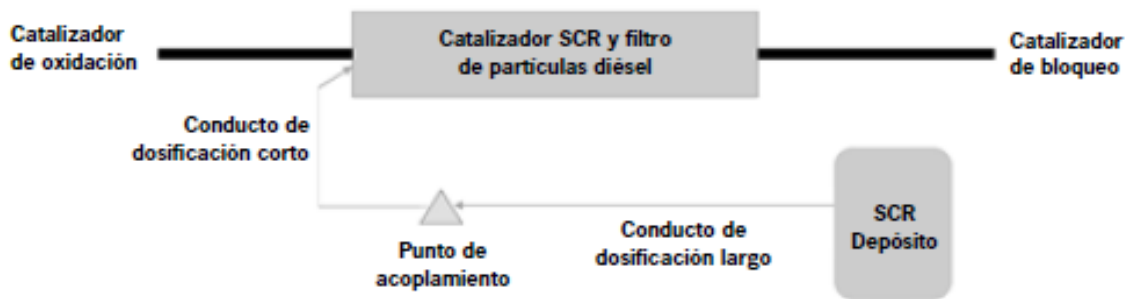 Catalizador
de oxidación
Catalizador SCR y filtro
de partículas diésel
Catalizador
de bloqueo
Conducto de
dosificación corto
Punto de
acoplamiento
Conducto de
dosificación largo
SCR
Depósito